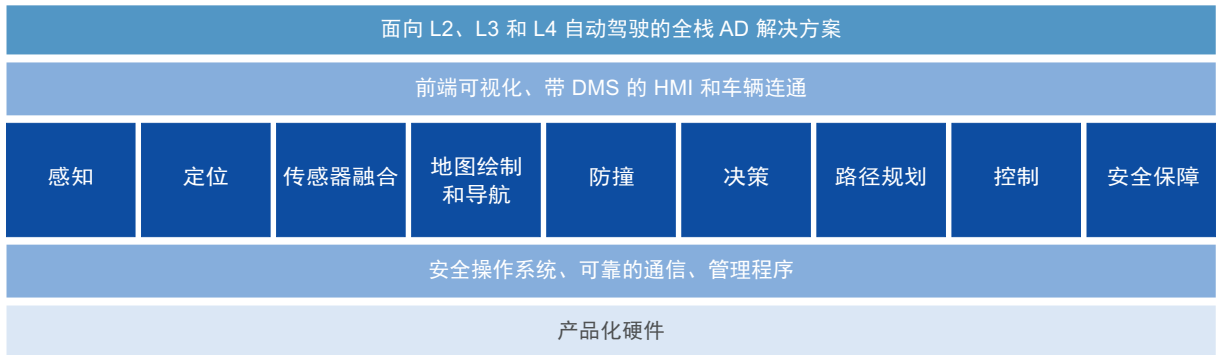 面向 L2、L3 和 L4 自动驾驶的全栈 AD 解决方案
前端可视化、带 DMS 的 HMI 和车辆连通
感知
定位
传感器融合
地图绘制
和导航
防撞
决策
路径规划
控制
安全保障
安全操作系统、可靠的通信、管理程序
产品化硬件